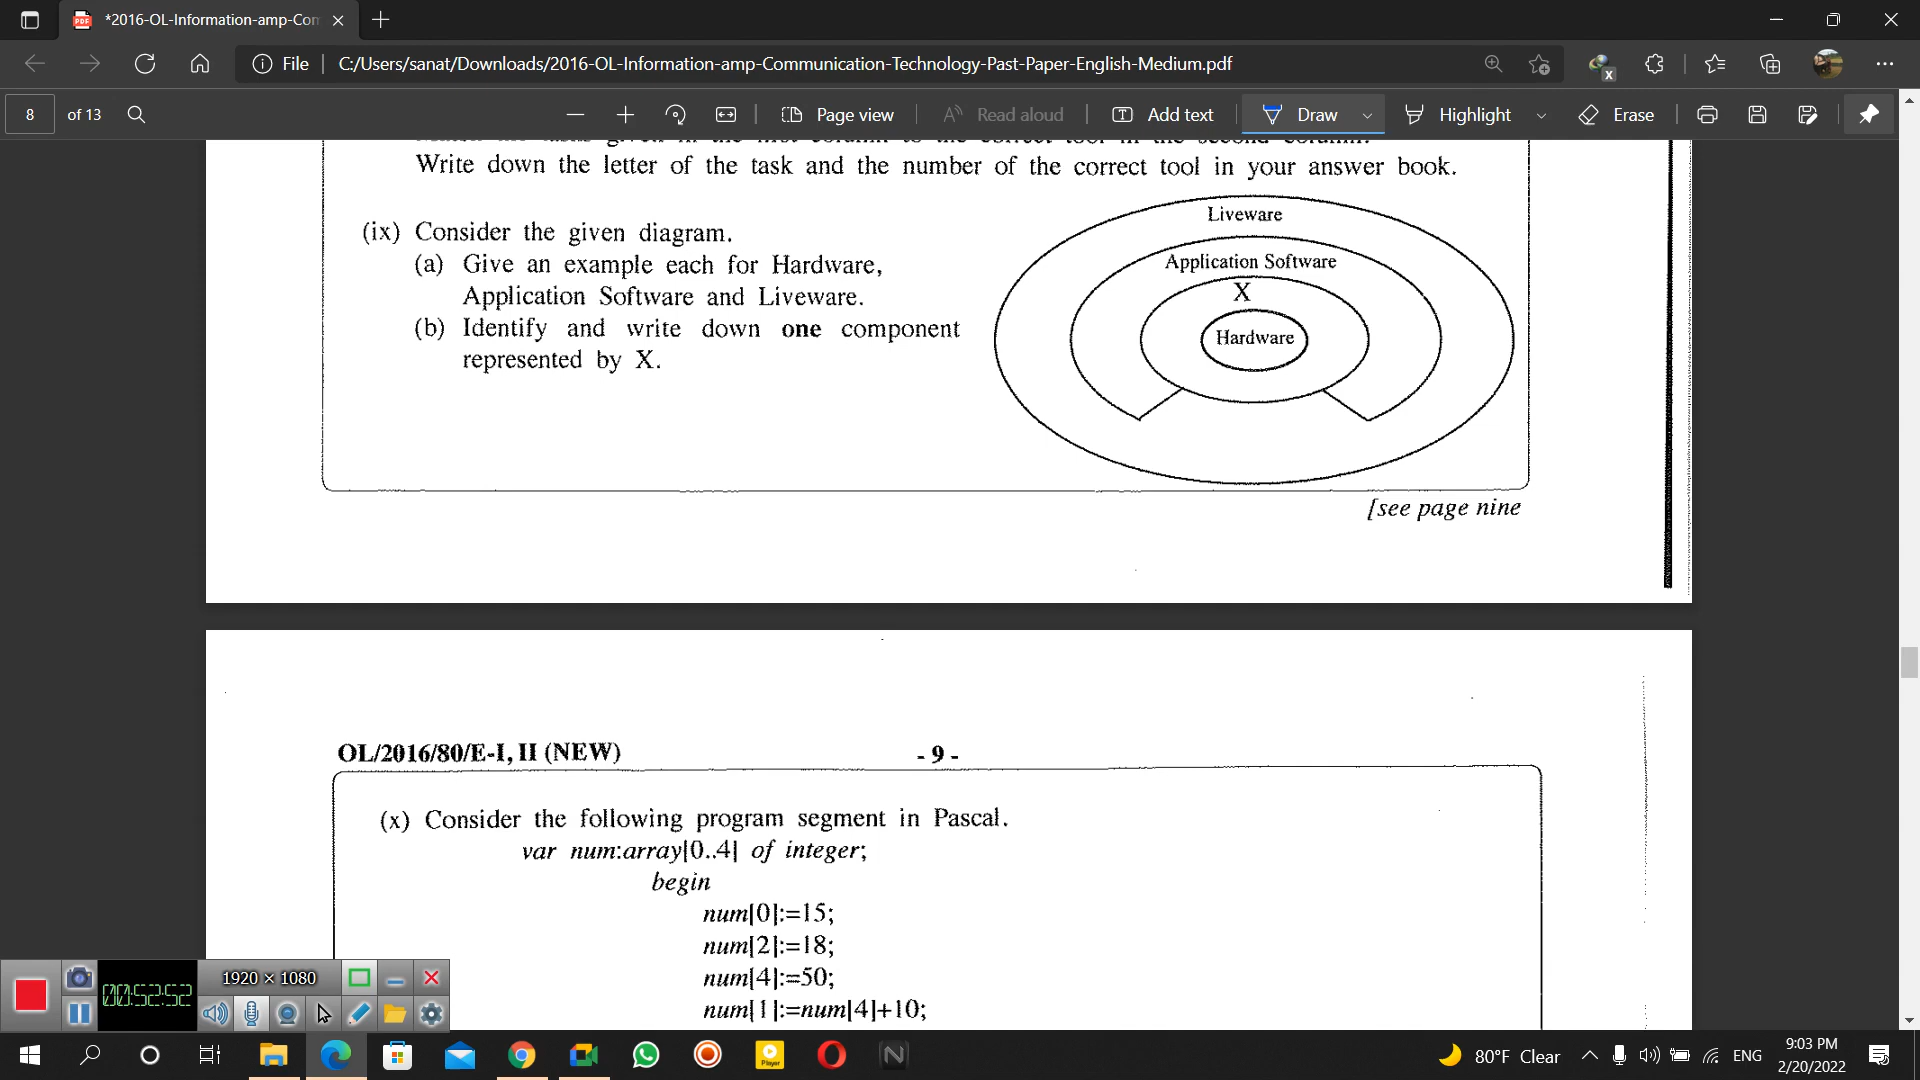 *2016-OL-Information-amp-Con
File
C:/Users/sanat/Downloads/2016-OL-Information-amp-Communication-Technology-Past-Paper-English-Medium.pdf
8 of 13
Page view
Read aloud
Add text
Draw
Highlight
Erase
Write down the letter of the task and the number of the correct tool in your answer book.
(ix) Consider the given diagram.
(a) Give an example each for Hardware,
Application Software and Liveware.
(b) Identify and write down one component
represented by X.
Liveware
Application Software
X
Hardware
[see page nine
OL/2016/80/E-I, II (NEW)
- 9 -
(x) Consider the following program segment in Pascal.
var num:array[0..4] of integer;
begin
num[0]:=15;
num[2]:=18;
num[4]:=50;
num[1]:=num[4]+10;
1920 × 1080
00:52:52
Player
80°F Clear
ENG
9:03 PM
2/20/2022